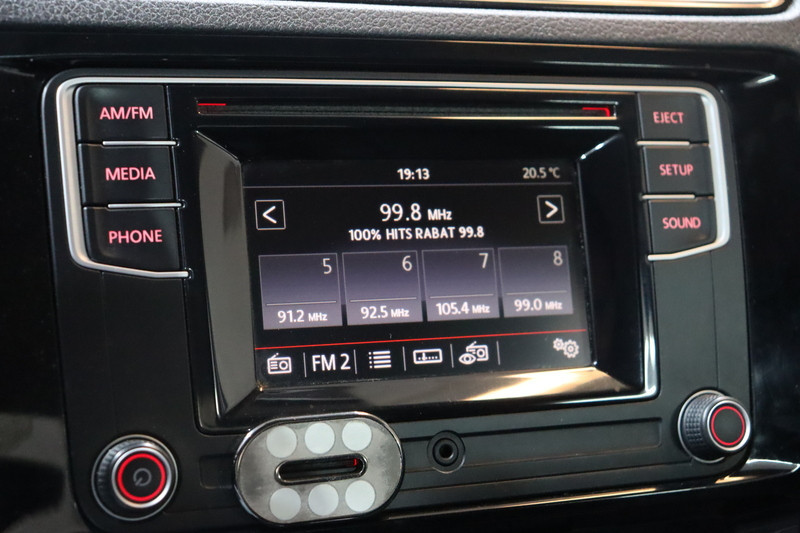 AM/FM
MEDIA
PHONE
EJECT
SETUP
SOUND
19:13
20.5 °C
< 99.8 MHz >
100% HITS RABAT 99.8
5 6 7 8
91.2 MHz 92.5 MHz 105.4 MHz 99.0 MHz
FM 2